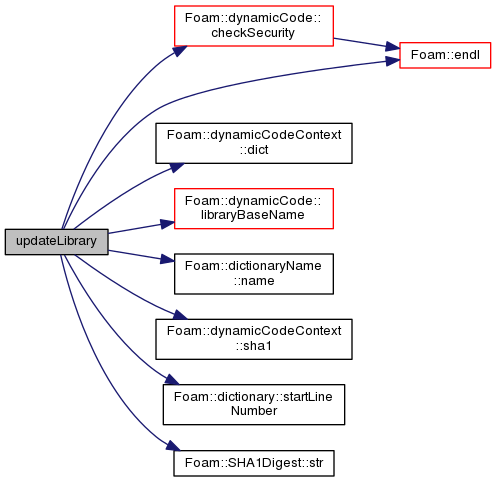 Foam::dynamicCode::
checkSecurity
Foam::endl
Foam::dynamicCodeContext
::dict
Foam::dynamicCode::
libraryBaseName
updateLibrary
Foam::dictionaryName
::name
Foam::dynamicCodeContext
::sha1
Foam::dictionary::startLine
Number
Foam::SHA1Digest::str